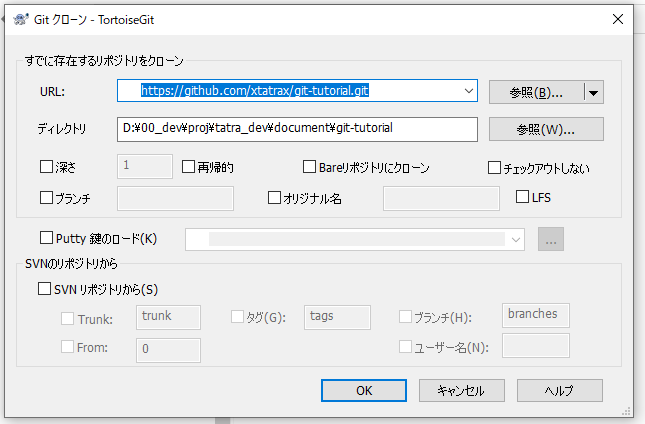 Git クローン - TortoiseGit
すでに存在するリポジトリをクローン
URL: https://github.com/xtatrax/git-tutorial.git 参照(B)...
ディレクトリ D:¥00_dev¥proj¥tatra_dev¥document¥git-tutorial 参照(W)...
深さ 1 再帰的 Bareリポジトリにクローン チェックアウトしない
ブランチ オリジナル名 LFS
Putty 鍵のロード(K) ...
SVNのリポジトリから
SVN リポジトリから(S)
Trunk: trunk タグ(G): tags ブランチ(H): branches
From: 0 ユーザー名(N):
OK キャンセル ヘルプ